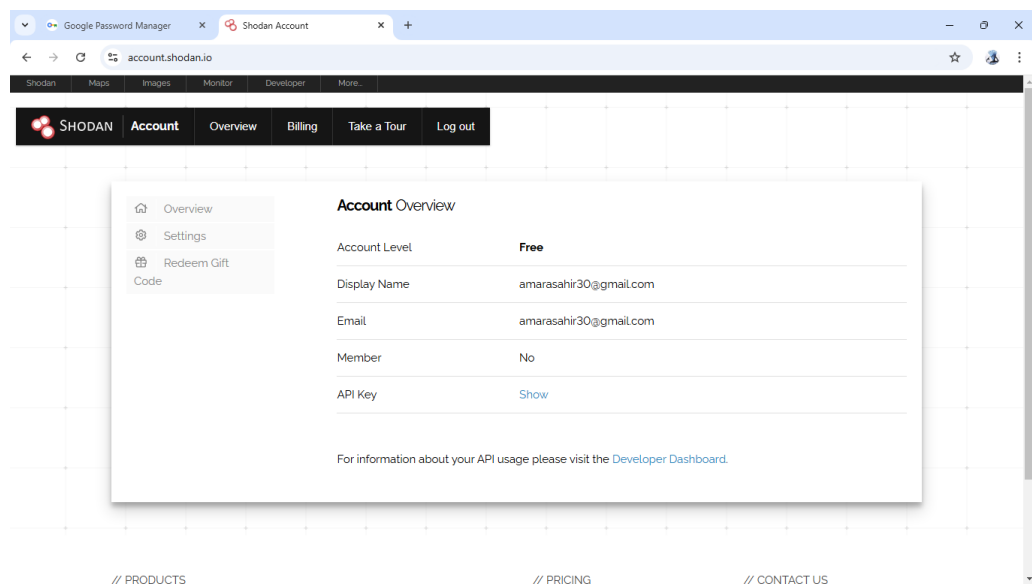 Google Password Manager
Shodan Account
account.shodan.io
Shodan Maps Images Monitor Developer More...
SHODAN Account Overview Billing Take a Tour Log out
Overview
Settings
Redeem Gift
Code
Account Overview
Account Level Free
Display Name amarasahir30@gmail.com
Email amarasahir30@gmail.com
Member No
API Key Show
For information about your API usage please visit the Developer Dashboard.
// PRODUCTS // PRICING // CONTACT US